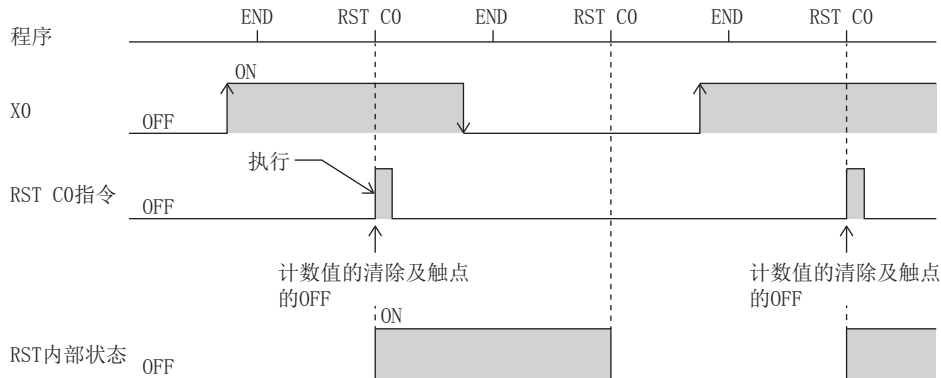 END RST C0 END RST C0 END RST C0
程序
ON
X0
OFF
执行
RST C0指令
OFF
计数值的清除及触点
的OFF
计数值的清除及触点
的OFF
ON
RST内部状态
OFF